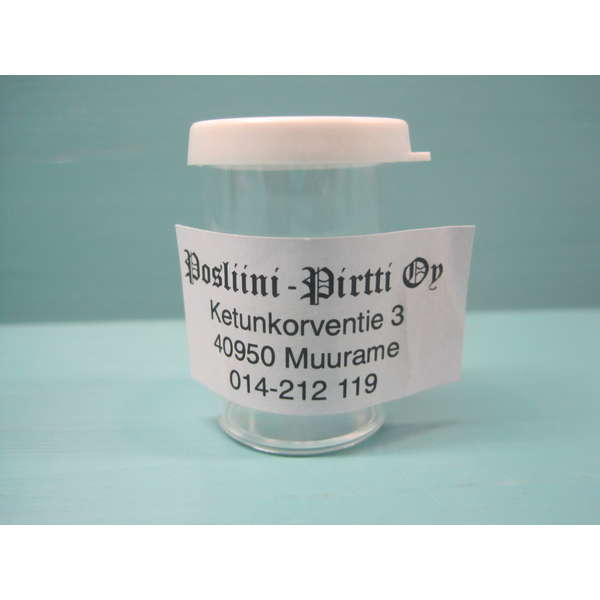 Posliini-Pirtti Oy
Ketunkorventie 3
40950 Muurame
014-212 119